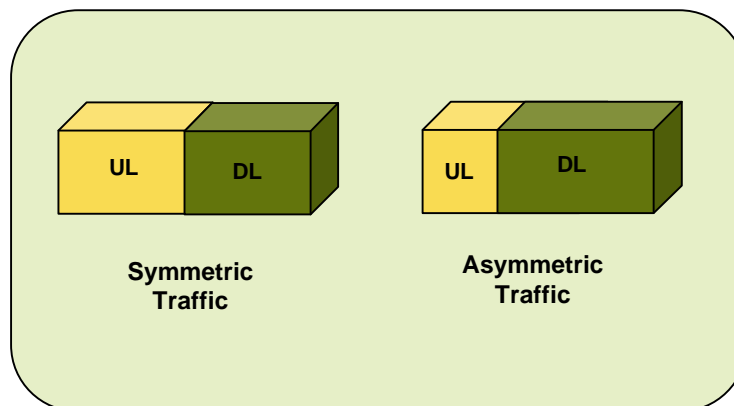 UL
DL
UL
DL
Symmetric
Traffic
Asymmetric
Traffic